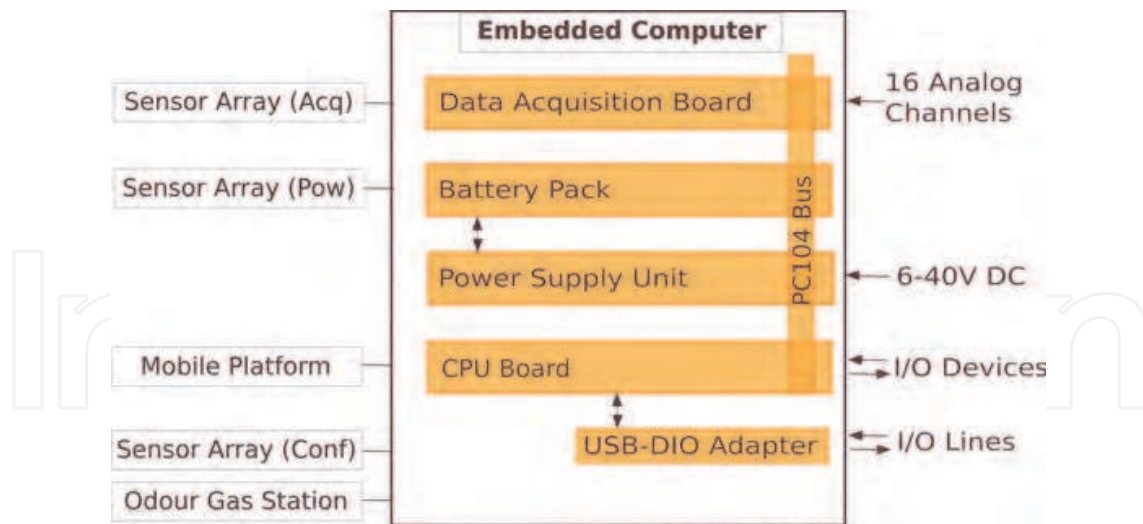 Embedded Computer
Sensor Array (Acq)
Data Acquisition Board
16 Analog
Channels
Sensor Array (Pow)
Battery Pack
PC104 Bus
Power Supply Unit
6-40V DC
Mobile Platform
CPU Board
I/O Devices
Sensor Array (Conf)
USB-DIO Adapter
I/O Lines
Odour Gas Station